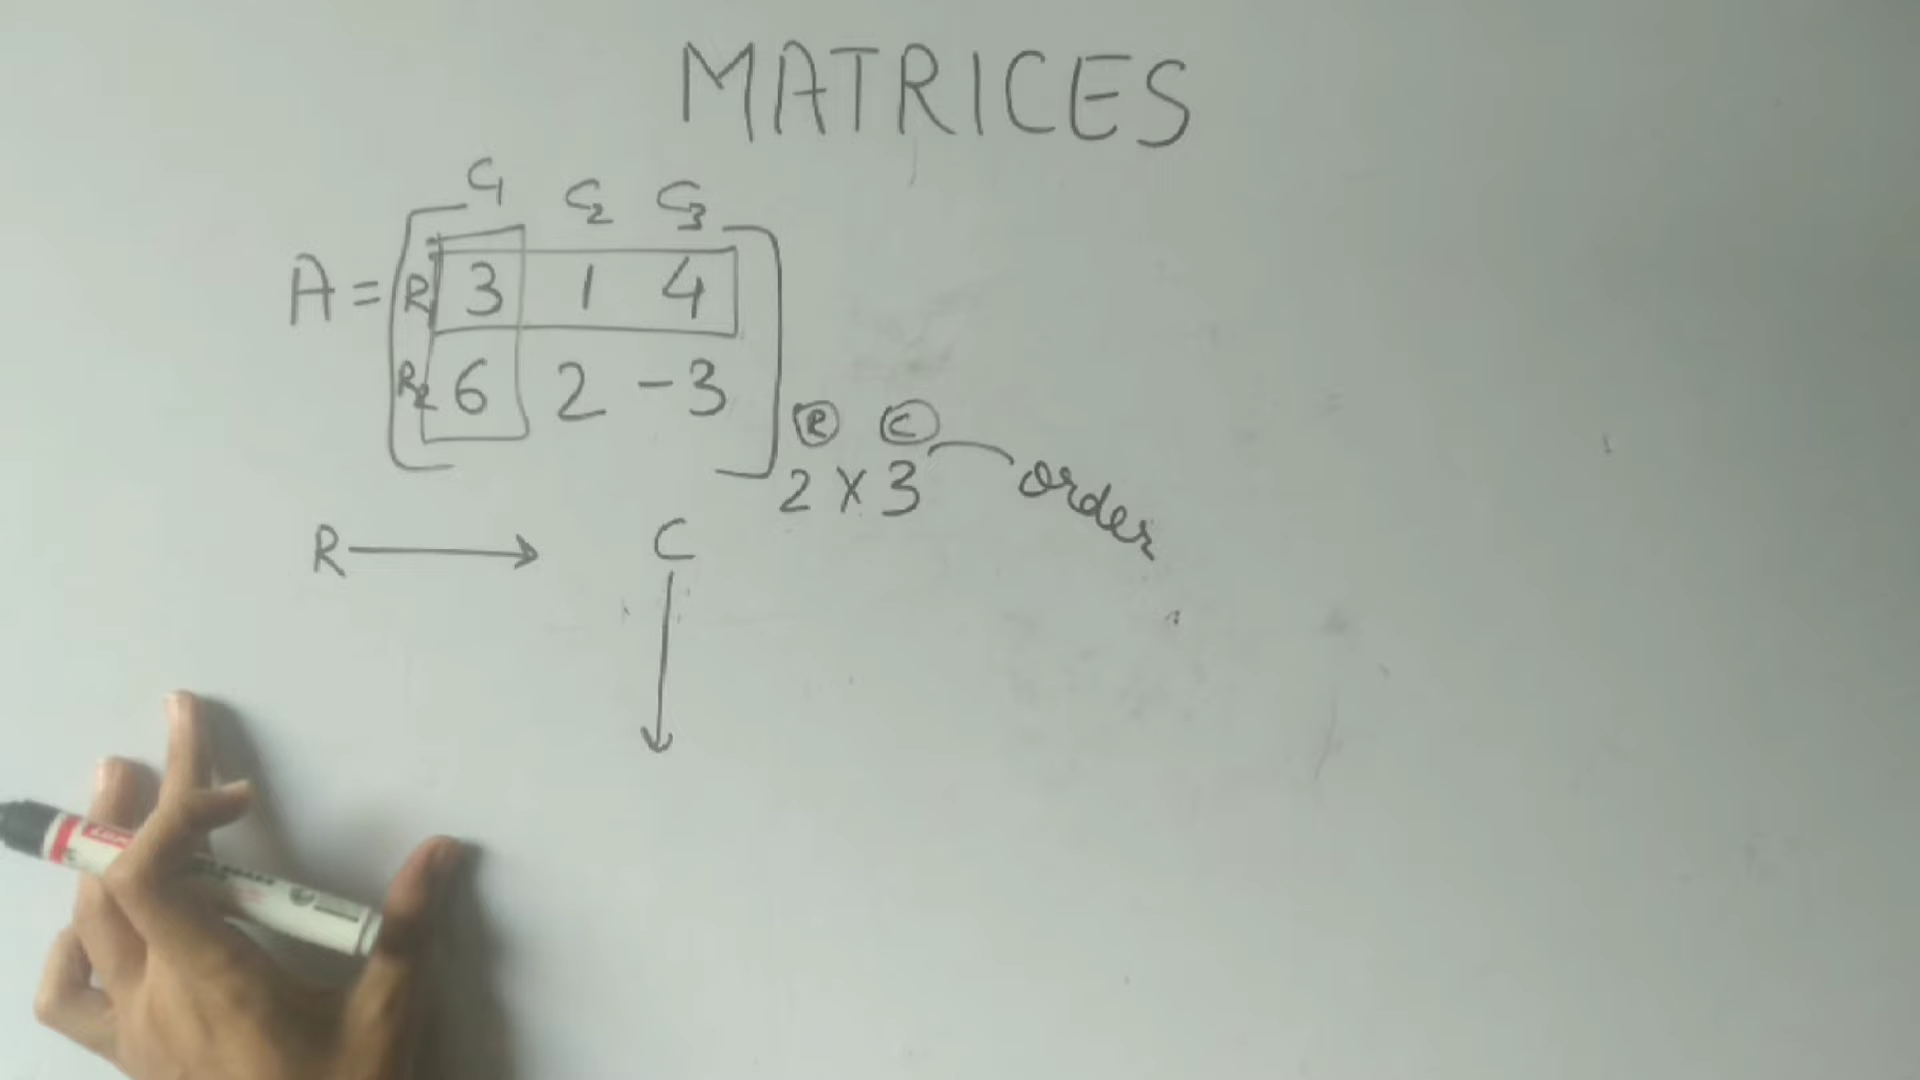 MATRICES
C1 C2 C3
A = R1 3 1 4
R2 6 2 -3
R C
2 X 3 order
R C